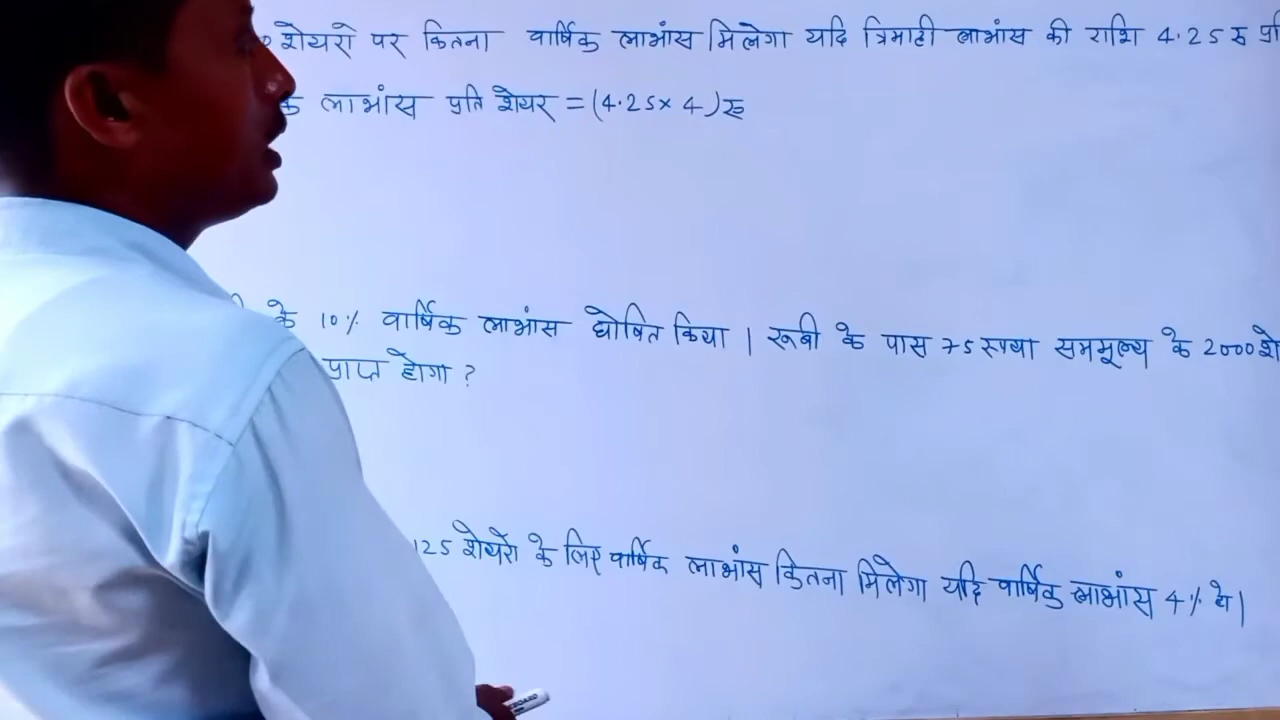 शेयरो पर कितना वार्षिक लाभांस मिलेगा यदि त्रिमाही लाभांस की राशि 4.25 रु प्र
क लाभांस प्रति शेयर = (4.25 × 4) रु
के 10% वार्षिक लाभांस घोषित किया । रूबी के पास 75 रुपया सममूल्य के 2000 शे
प्राप्त होगा ?
125 शेयरो के लिए वार्षिक लाभांस कितना मिलेगा यदि वार्षिक लाभांस 4% हो ।